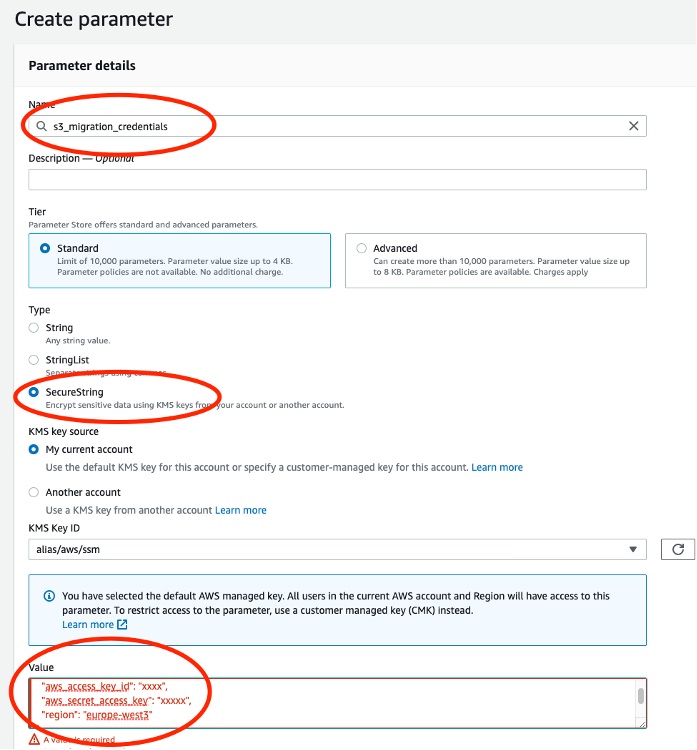 Create parameter
Parameter details
Name
s3_migration_credentials
Description — Optional
Tier
Parameter Store offers standard and advanced parameters.
Standard
Limit of 10,000 parameters. Parameter value size up to 4 KB.
Parameter policies are not available. No additional charge.
Advanced
Can create more than 10,000 parameters. Parameter value size up
to 8 KB. Parameter policies are available. Charges apply
Type
String
Any string value.
StringList
Separate strings using commas.
SecureString
Encrypt sensitive data using KMS keys from your account or another account.
KMS key source
My current account
Use the default KMS key for this account or specify a customer-managed key for this account. Learn more
Another account
Use a KMS key from another account Learn more
KMS Key ID
alias/aws/ssm
You have selected the default AWS managed key. All users in the current AWS account and Region will have access to this
parameter. To restrict access to the parameter, use a customer managed key (CMK) instead.
Learn more
Value
"aws_access_key_id": "xxxx",
"aws_secret_access_key": "xxxxx",
"region": "europe-west3"
A value is required